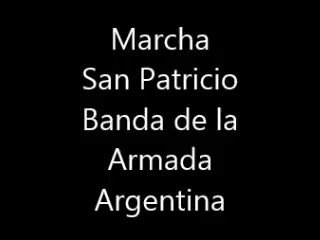 Marcha
San Patricio
Banda de la
Armada
Argentina